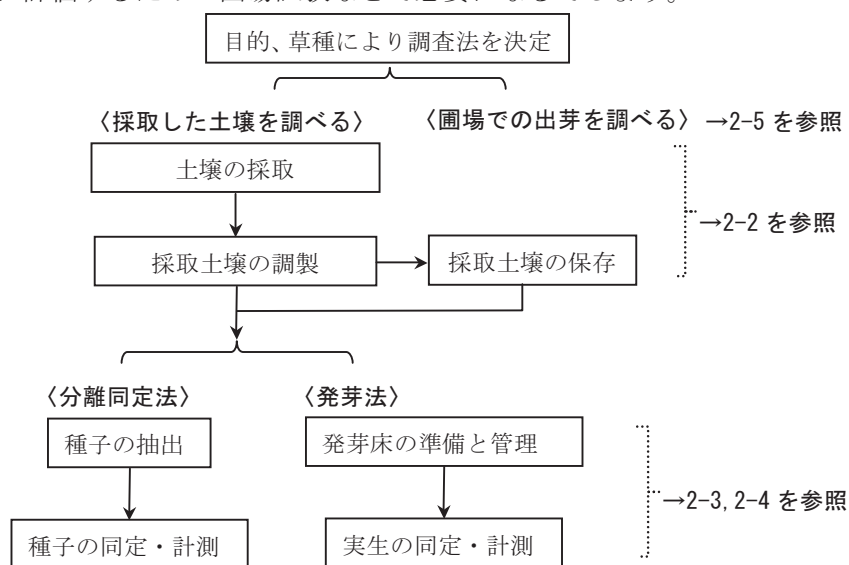 目的、草種により調査法を決定
〈採取した土壌を調べる〉 〈圃場での出芽を調べる〉 →2-5 を参照
土壌の採取
→2-2 を参照
採取土壌の調製 採取土壌の保存
〈分離同定法〉 〈発芽法〉
種子の抽出 発芽床の準備と管理
→2-3, 2-4 を参照
種子の同定・計測 実生の同定・計測